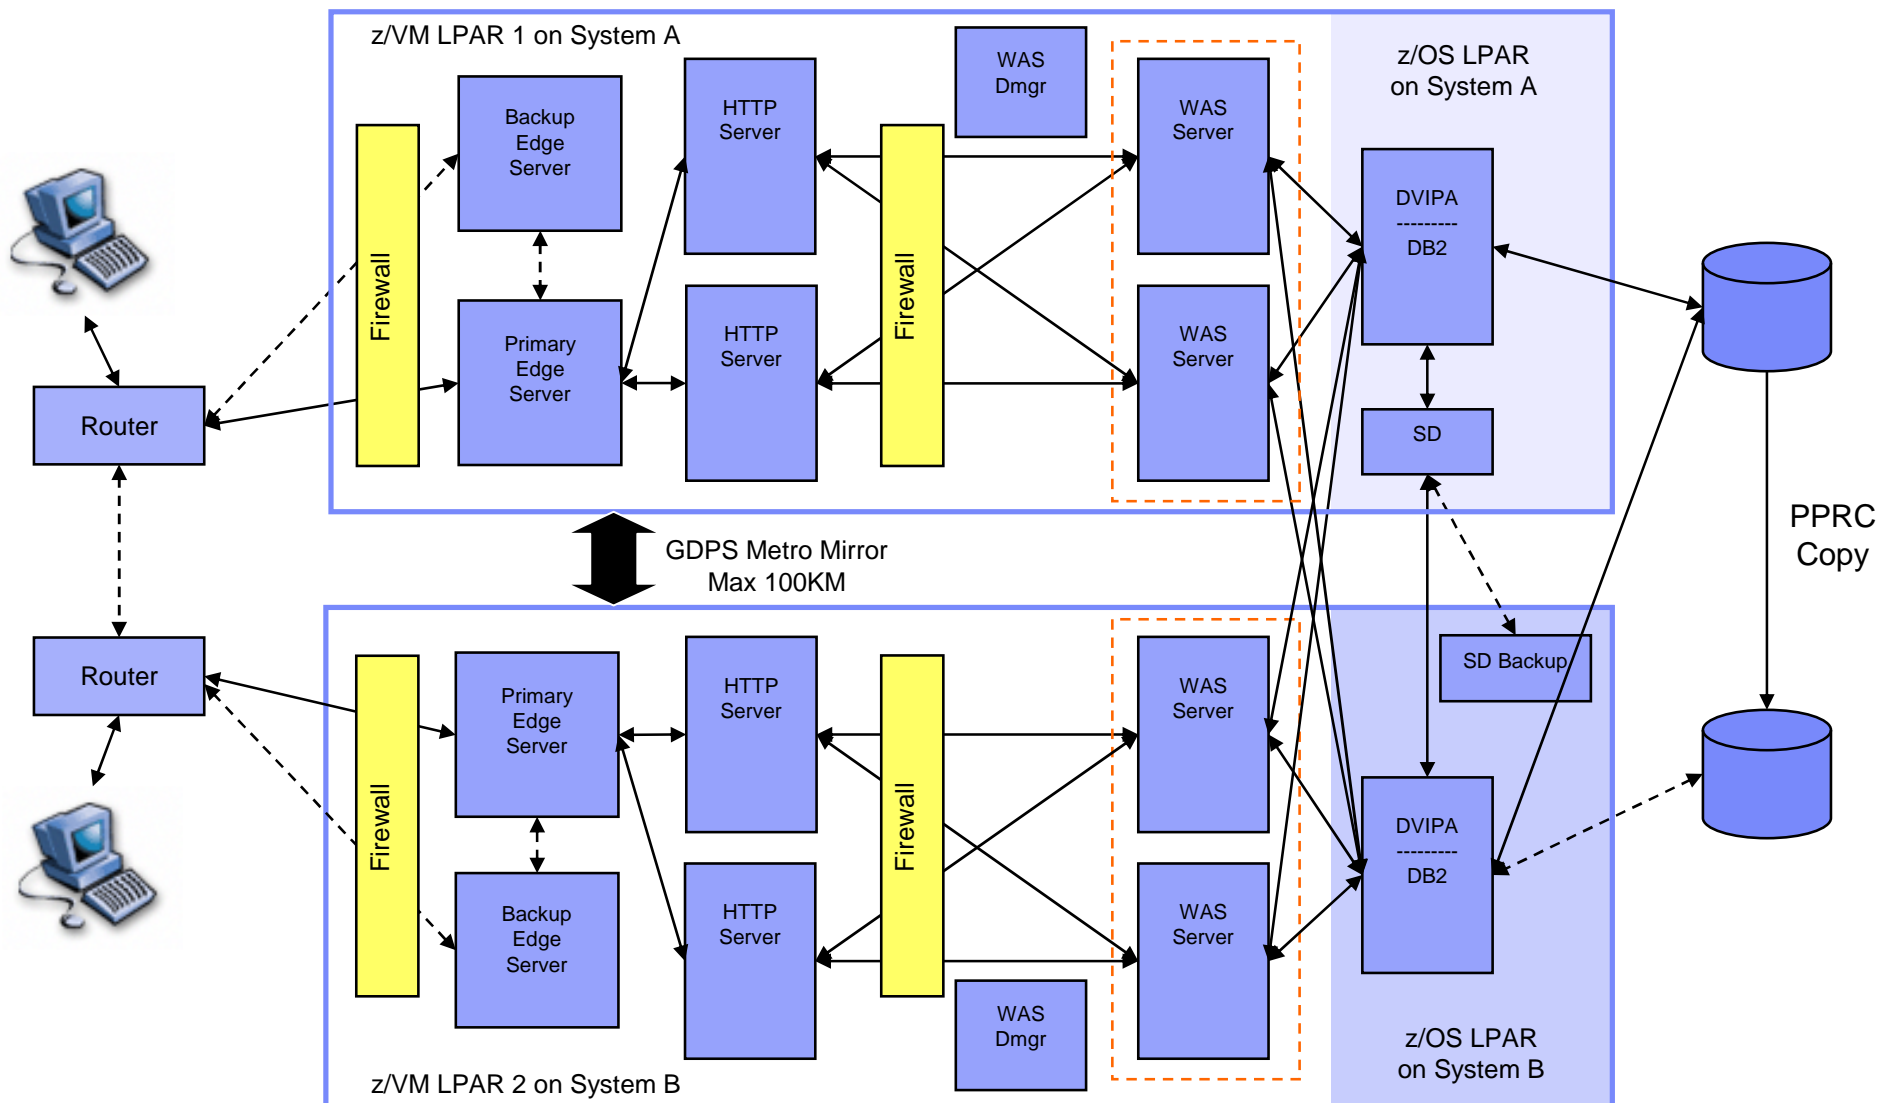 z/VM LPAR 1 on System A
WAS
Dmgr
z/OS LPAR
on System A
Backup
Edge
Server
HTTP
Server
WAS
Server
DVIPA
---------
DB2
Firewall
Firewall
Primary
Edge
Server
HTTP
Server
WAS
Server
Router
SD
GDPS Metro Mirror
Max 100KM
PPRC
Copy
Router
Primary
Edge
Server
HTTP
Server
WAS
Server
SD Backup
Firewall
Firewall
DVIPA
---------
DB2
Backup
Edge
Server
HTTP
Server
WAS
Server
WAS
Dmgr
z/OS LPAR
on System B
z/VM LPAR 2 on System B